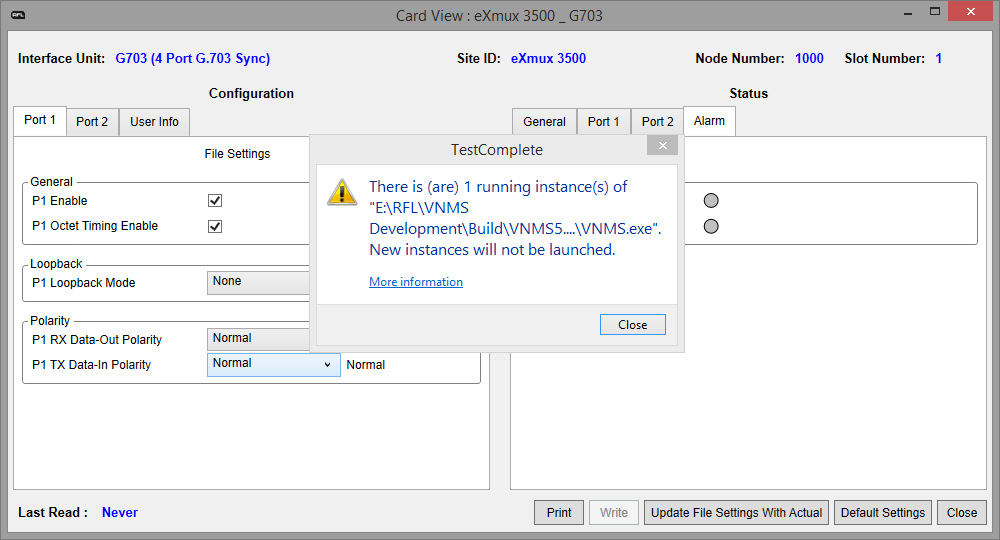 RFL
Card View : eXmux 3500 _ G703
Interface Unit: G703 (4 Port G.703 Sync)
Site ID: eXmux 3500
Node Number: 1000
Slot Number: 1
Configuration
Status
Port 1
Port 2
User Info
General
Port 1
Port 2
Alarm
File Settings
General
P1 Enable
P1 Octet Timing Enable
Loopback
P1 Loopback Mode
None
Polarity
P1 RX Data-Out Polarity
Normal
P1 TX Data-In Polarity
Normal
Normal
TestComplete
There is (are) 1 running instance(s) of
"E:\RFL\VNMS
Development\Build\VNMS5....\VNMS.exe".
New instances will not be launched.
More information
Close
Last Read : Never
Print
Write
Update File Settings With Actual
Default Settings
Close